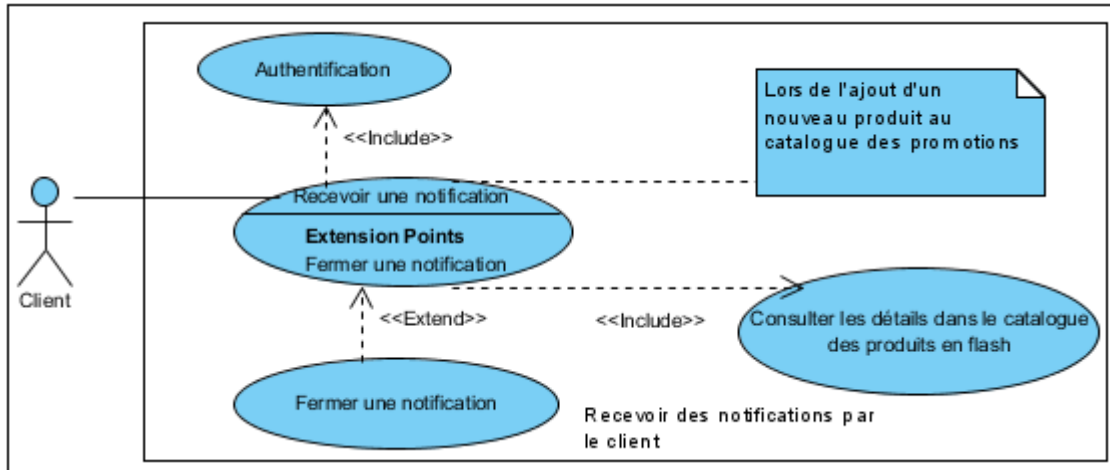 Authentification
Lors de l'ajout d'un
nouveau produit au
catalogue des promotions
<<Include>>
Recevoir une notification
Extension Points
Fermer une notification
Client
<<Extend>>
<<Include>>
Consulter les détails dans le catalogue
des produits en flash
Fermer une notification
Recevoir des notifications par
le client